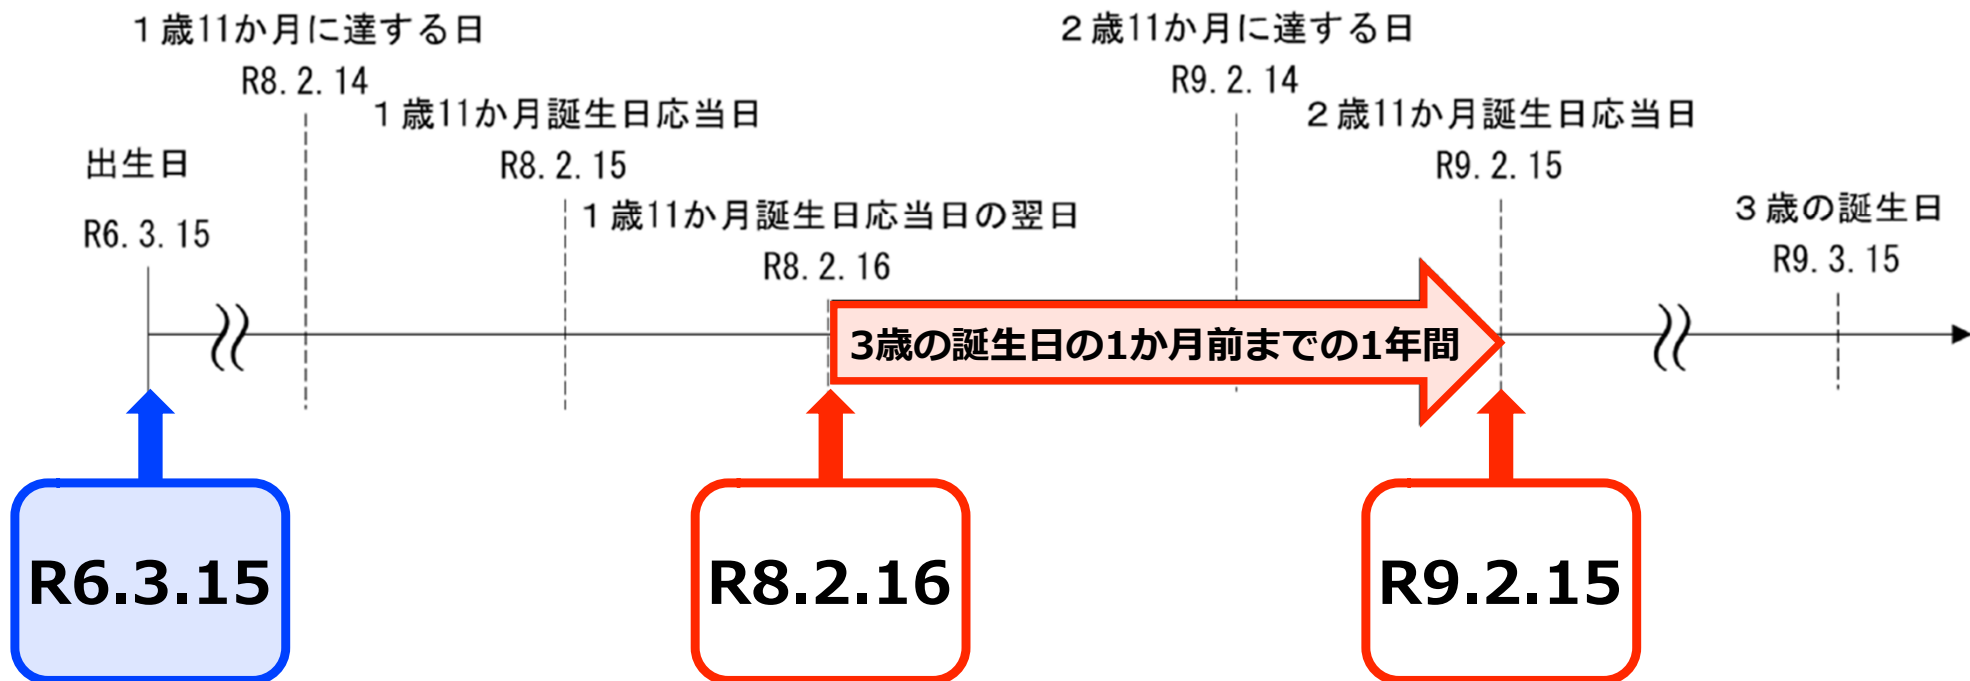 １歳11か月に達する日
R8.2.14
１歳11か月誕生日応当日
R8.2.15
出生日
R6.3.15
１歳11か月誕生日応当日の翌日
R8.2.16
２歳11か月に達する日
R9.2.14
２歳11か月誕生日応当日
R9.2.15
３歳の誕生日
R9.3.15
3歳の誕生日の1か月前までの1年間
R6.3.15
R8.2.16
R9.2.15